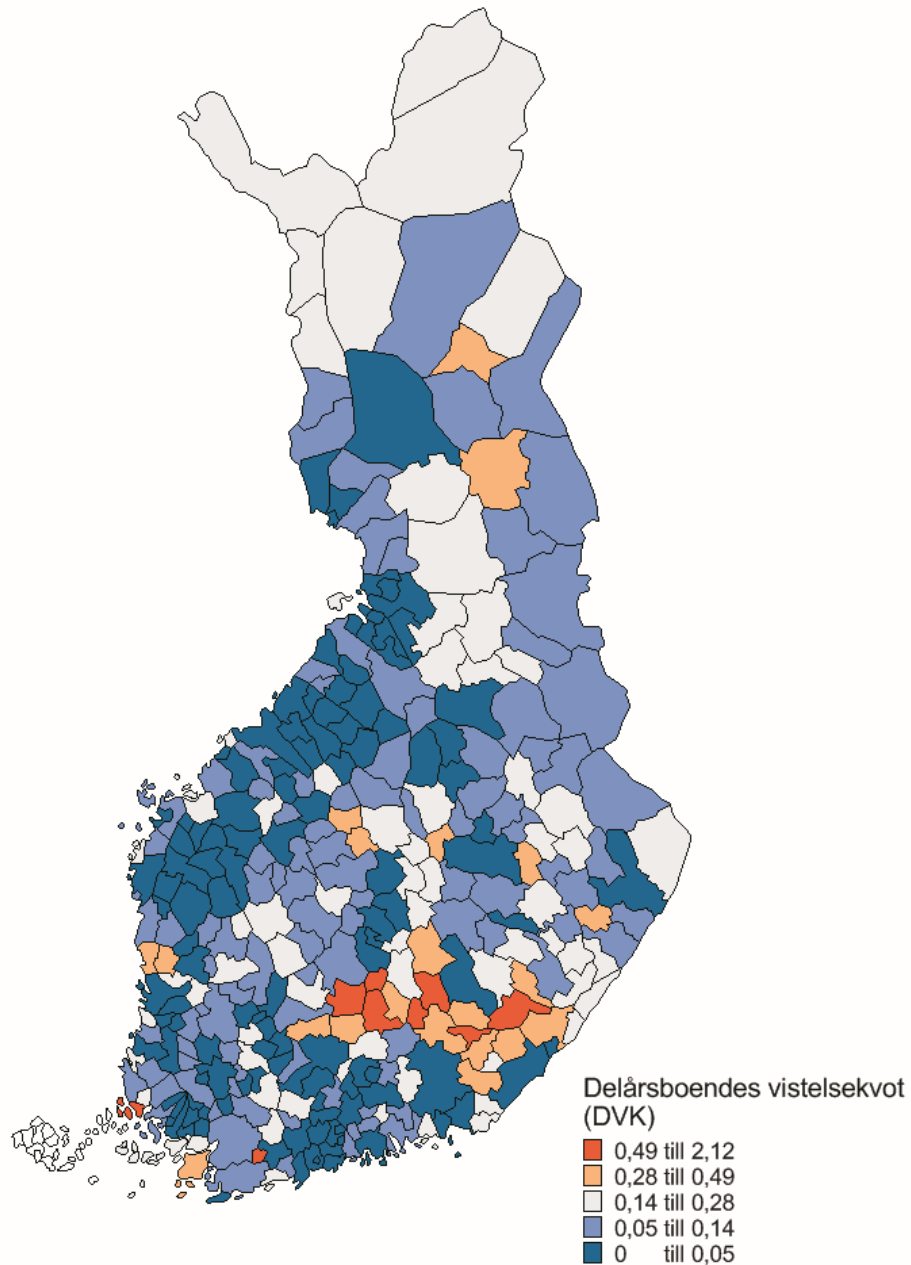 Delårsboendes vistelsekvot
(DVK)
0,49 till 2,12
0,28 till 0,49
0,14 till 0,28
0,05 till 0,14
0 till 0,05